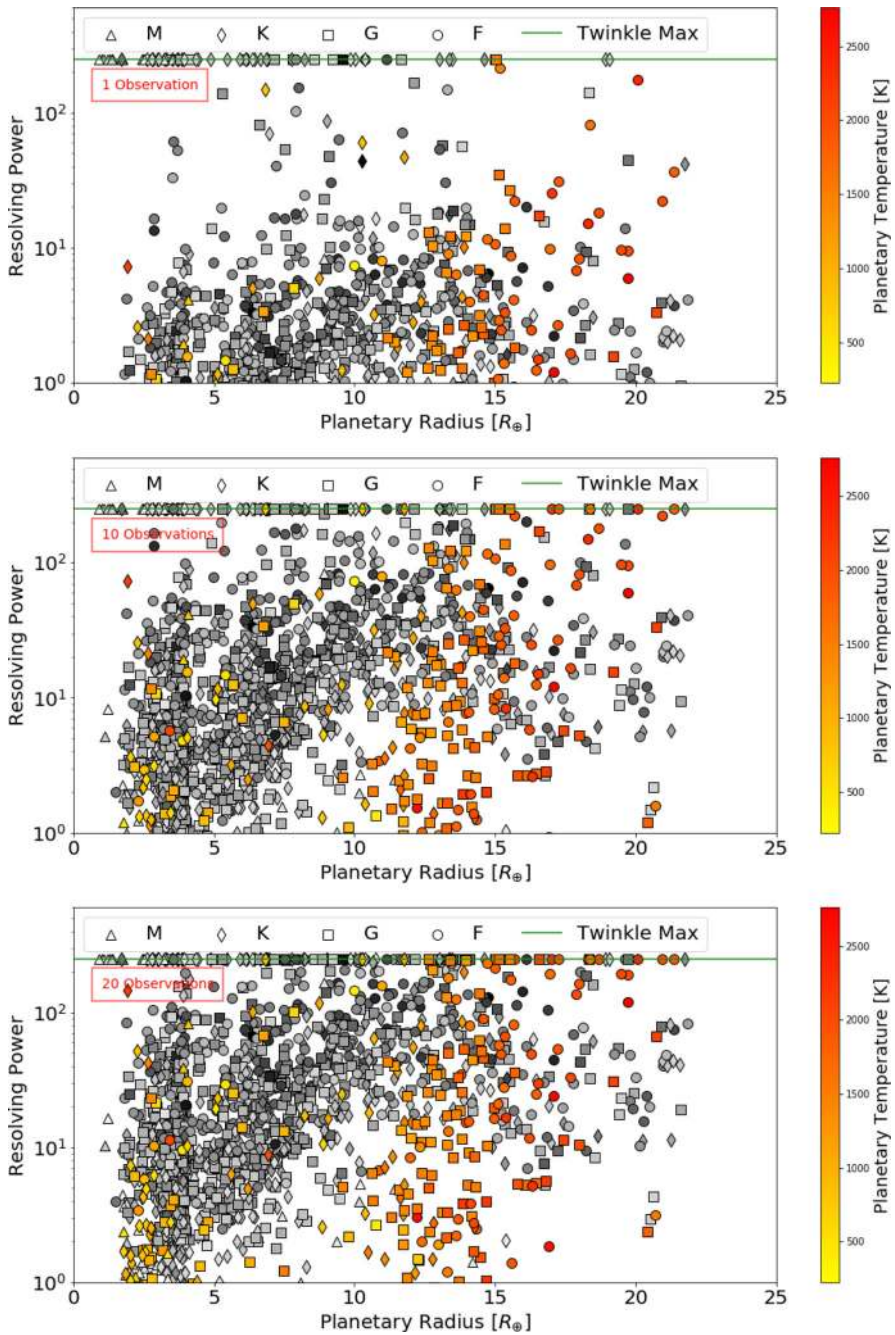 M K G F Twinkle Max
1 Observation
Resolving Power
10²
10¹
10⁰
0 5 10 15 20 25
Planetary Radius [R⊕]
2500
2000
1500
1000
500
Planetary Temperature [K]
M K G F Twinkle Max
10 Observations
Resolving Power
10²
10¹
10⁰
0 5 10 15 20 25
Planetary Radius [R⊕]
2500
2000
1500
1000
500
Planetary Temperature [K]
M K G F Twinkle Max
20 Observations
Resolving Power
10²
10¹
10⁰
0 5 10 15 20 25
Planetary Radius [R⊕]
2500
2000
1500
1000
500
Planetary Temperature [K]